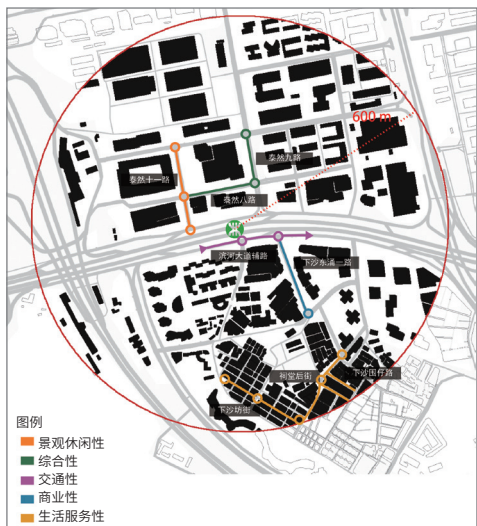 600 m
泰然九路
泰然十一路
泰然八路
滨河大道辅路
下沙东涌一路
祠堂后街
下沙围仔路
下沙坊街
图例
景观休闲性
综合性
交通性
商业性
生活服务性